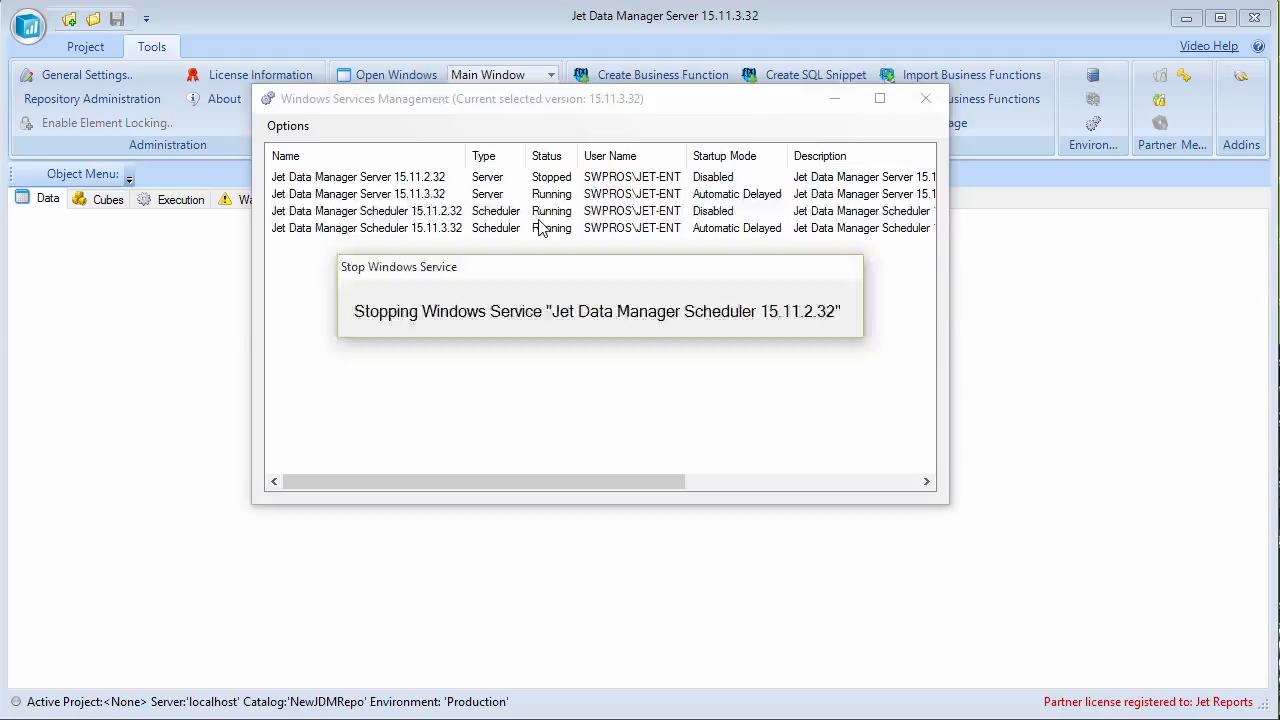 Jet Data Manager Server 15.11.3.32
Project Tools Video Help
General Settings.. License Information Open Windows Main Window Create Business Function Create SQL Snippet Import Business Functions
Repository Administration About usiness Functions
Enable Element Locking.. age
Administration Environ... Partner Me... Addins
Windows Services Management (Current selected version: 15.11.3.32)
Options
Object Menu:
Data Cubes Execution Wa
Name Type Status User Name Startup Mode Description
Jet Data Manager Server 15.11.2.32 Server Stopped SWPROS\JET-ENT Disabled Jet Data Manager Server 15.1
Jet Data Manager Server 15.11.3.32 Server Running SWPROS\JET-ENT Automatic Delayed Jet Data Manager Server 15.1
Jet Data Manager Scheduler 15.11.2.32 Scheduler Running SWPROS\JET-ENT Disabled Jet Data Manager Scheduler
Jet Data Manager Scheduler 15.11.3.32 Scheduler Running SWPROS\JET-ENT Automatic Delayed Jet Data Manager Scheduler
Stop Windows Service
Stopping Windows Service "Jet Data Manager Scheduler 15.11.2.32"
Active Project:<None> Server:'localhost' Catalog:'NewJDMRepo' Environment: 'Production' Partner license registered to: Jet Reports